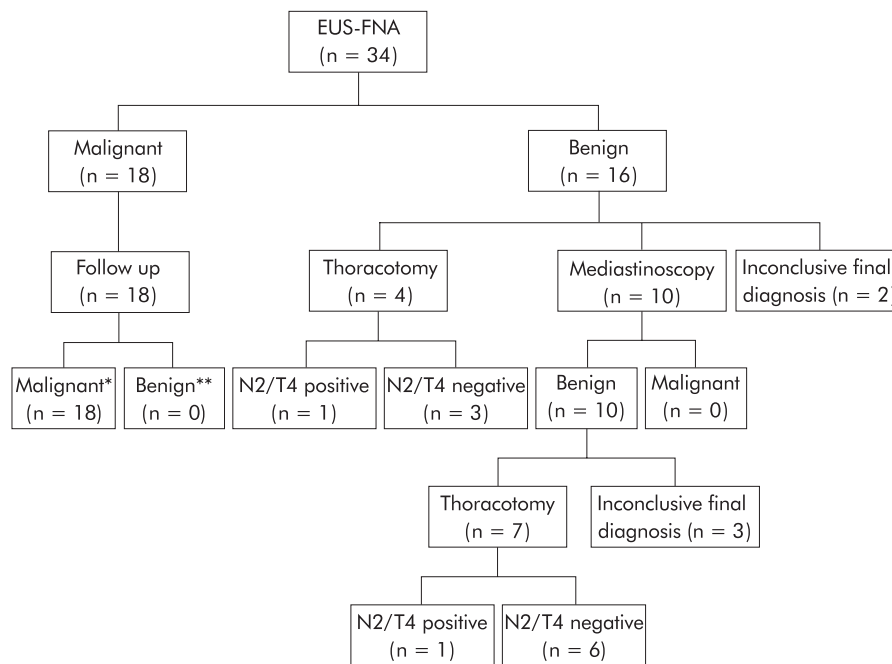 EUS-FNA
(n = 34)
Malignant
(n = 18)
Benign
(n = 16)
Follow up
(n = 18)
Thoracotomy
(n = 4)
Mediastinoscopy
(n = 10)
Inconclusive final
diagnosis (n = 2)
Malignant*
(n = 18)
Benign**
(n = 0)
N2/T4 positive
(n = 1)
N2/T4 negative
(n = 3)
Benign
(n = 10)
Malignant
(n = 0)
Thoracotomy
(n = 7)
Inconclusive final
diagnosis (n = 3)
N2/T4 positive
(n = 1)
N2/T4 negative
(n = 6)